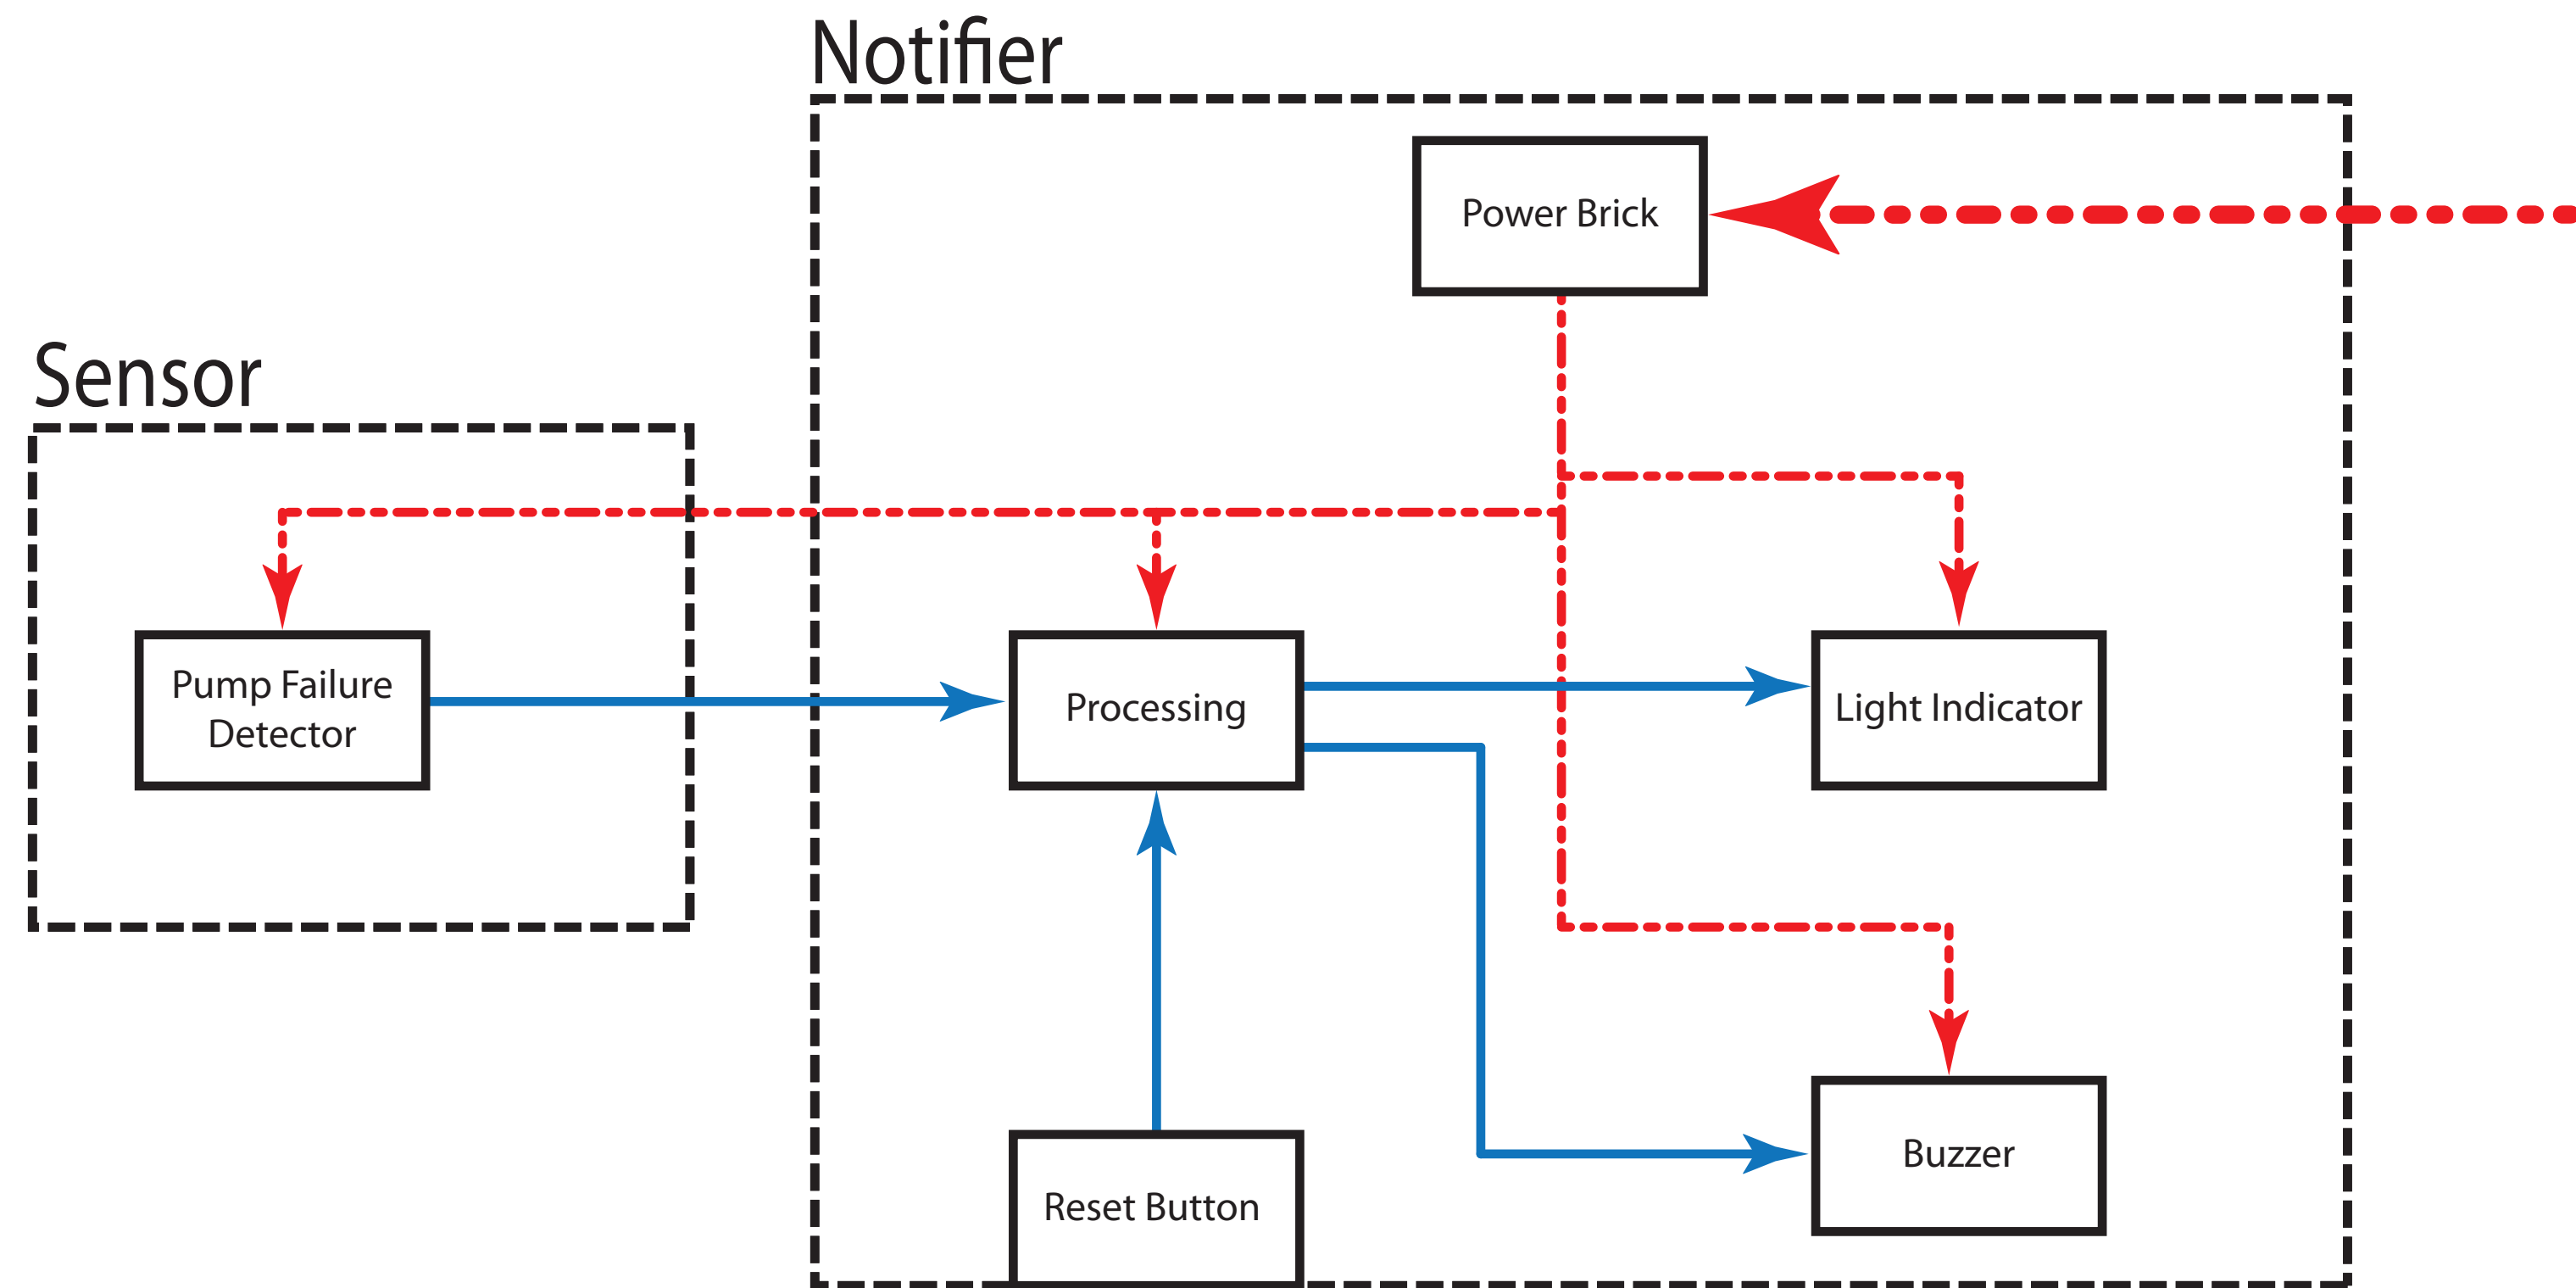 Notifier
Power Brick
Sensor
Pump Failure
Detector
Processing
Light Indicator
Reset Button
Buzzer